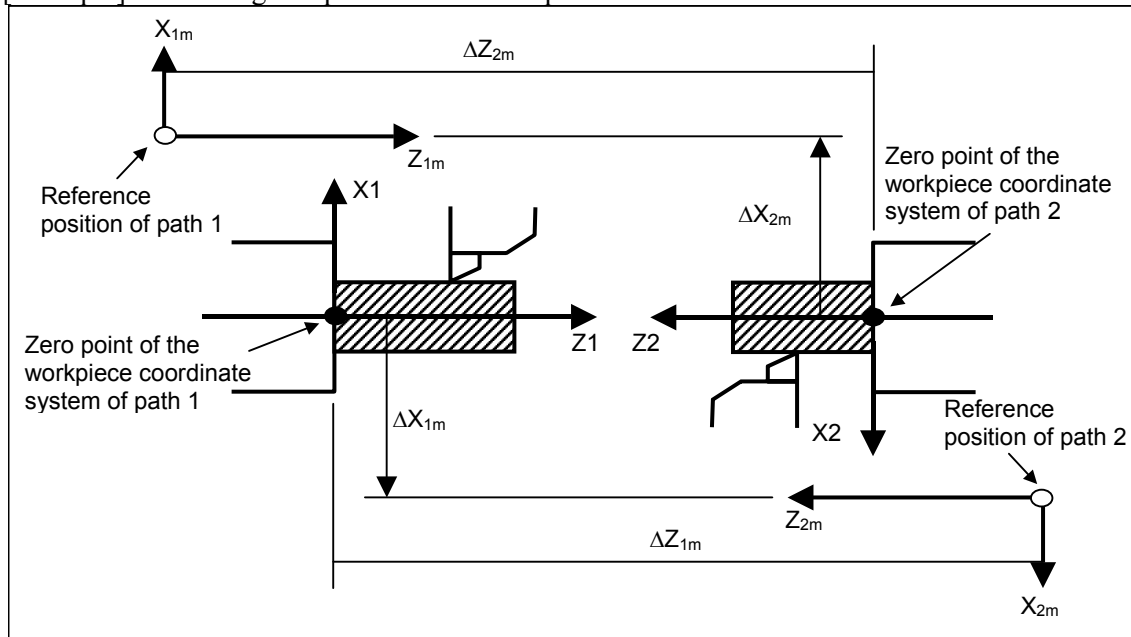 X1m
ΔZ2m
Z1m
Reference
position of path 1
X1
Zero point of the
workpiece coordinate
system of path 2
ΔX2m
Z1
Z2
Zero point of the
workpiece coordinate
system of path 1
ΔX1m
X2
Reference
position of path 2
Z2m
ΔZ1m
X2m